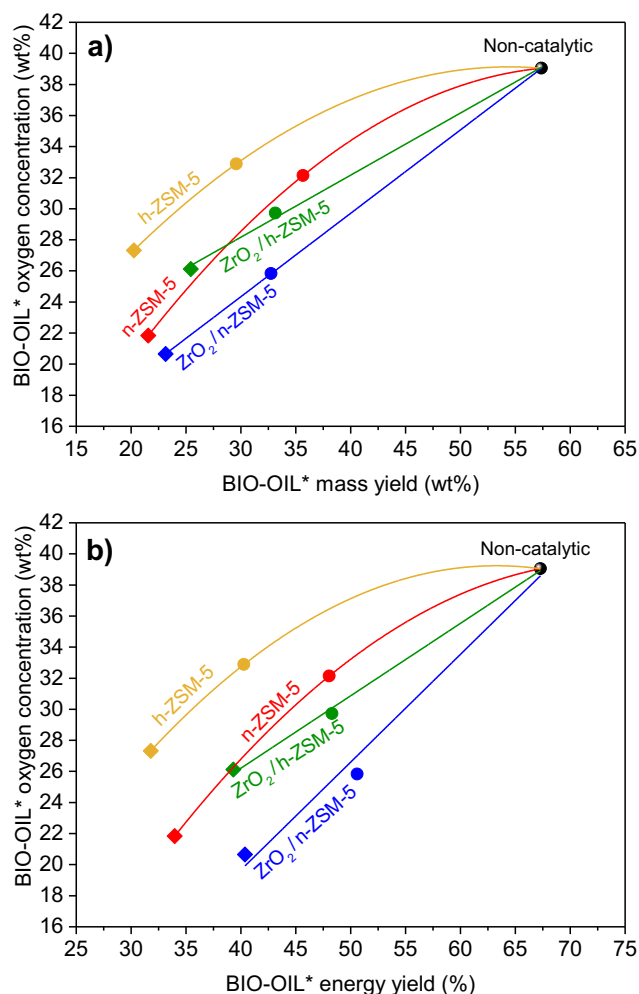 a)
Non-catalytic
h-ZSM-5
n-ZSM-5
ZrO2/h-ZSM-5
ZrO2/n-ZSM-5
BIO-OIL* oxygen concentration (wt%)
42
40
38
36
34
32
30
28
26
24
22
20
18
16
15 20 25 30 35 40 45 50 55 60 65
BIO-OIL* mass yield (wt%)
b)
Non-catalytic
h-ZSM-5
n-ZSM-5
ZrO2/h-ZSM-5
ZrO2/n-ZSM-5
BIO-OIL* oxygen concentration (wt%)
42
40
38
36
34
32
30
28
26
24
22
20
18
16
25 30 35 40 45 50 55 60 65 70 75
BIO-OIL* energy yield (%)